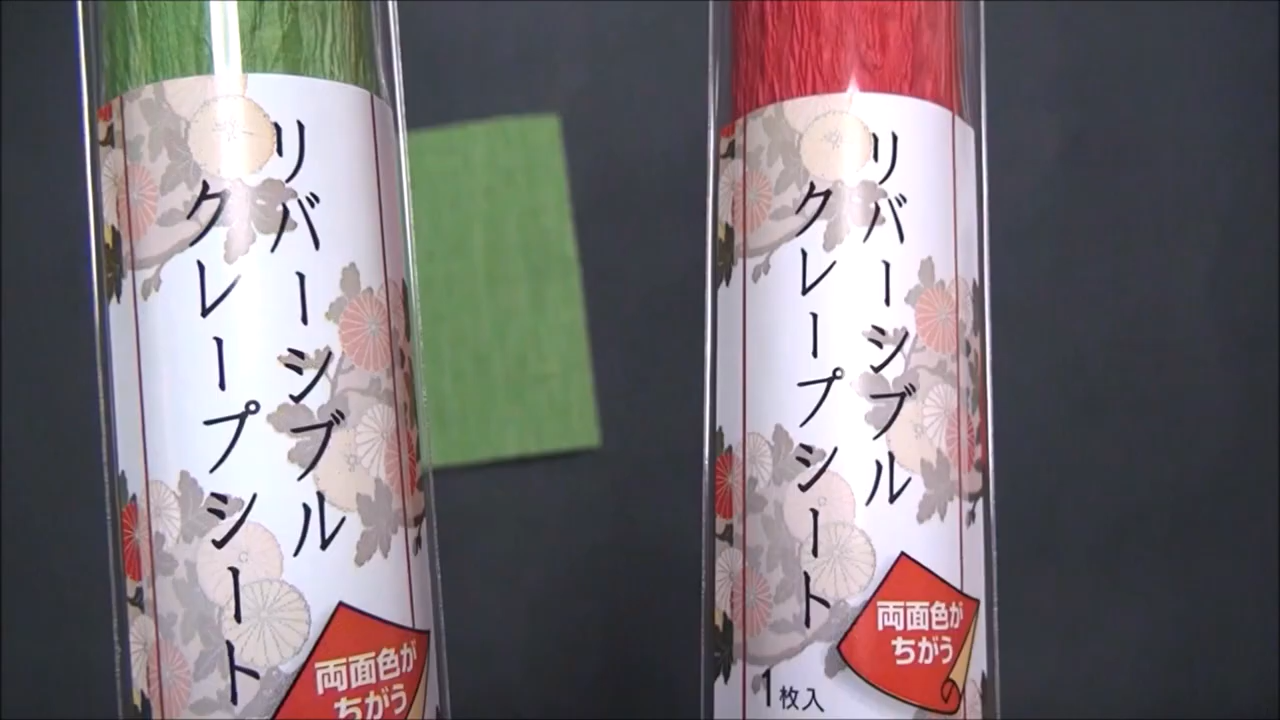 リバーシブル
クレープシート
両面色が
ちがう
リバーシブル
クレープシート
両面色が
ちがう
1枚入